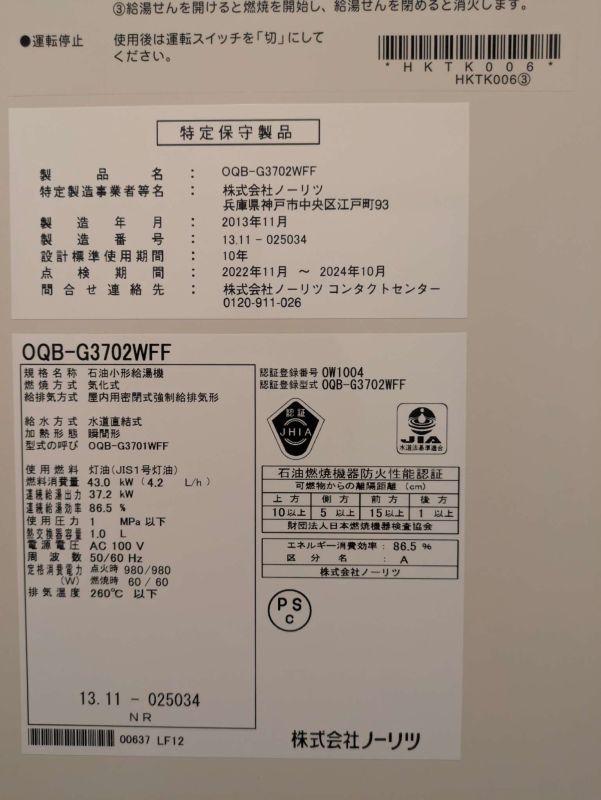 ③給湯せんを開けると燃焼を開始し、給湯せんを閉めると消火します。
●運転停止 使用後は運転スイッチを「切」にして
ください。
*HKTK006*
HKTK006③
特定保守製品
製品名 : OQB-G3702WFF
特定製造事業者等名 : 株式会社ノーリツ
兵庫県神戸市中央区江戸町93
製造年月 : 2013年11月
製造番号 : 13.11 - 025034
設計標準使用期間 : 10年
点検期間 : 2022年11月 ～ 2024年10月
問合せ連絡先 : 株式会社ノーリツ コンタクトセンター
0120-911-026
OQB-G3702WFF
規格名称 石油小形給湯機
燃焼方式 気化式
給排気方式 屋内用密閉式強制給排気形
給水方式 水道直結式
加熱形態 瞬間形
型式の呼び OQB-G3701WFF
使用燃料 灯油(JIS1号灯油)
燃料消費量 43.0 kW (4.2 L/h)
連続給湯出力 37.2 kW
連続給湯効率 86.5 %
使用圧力 1 MPa 以下
熱交換器容量 1.0 L
電源電圧 AC 100 V
周波数 50/60 Hz
定格消費電力 点火時 980/980
(W) 燃焼時 60/60
排気温度 260℃ 以下
13.11 - 025034
NR
00637 LF12
認証登録番号 0W1004
認証登録型式 OQB-G3702WFF
認証
JHIA
JIA
水道法基準適合
石油燃焼機器防火性能認証
可燃物からの離隔距離 (cm)
上方 側方 前方 後方
10以上 5以上 15以上 1以上
財団法人日本燃焼機器検査協会
エネルギー消費効率 : 86.5 %
区分名 : A
株式会社ノーリツ
PS
C
株式会社ノーリツ